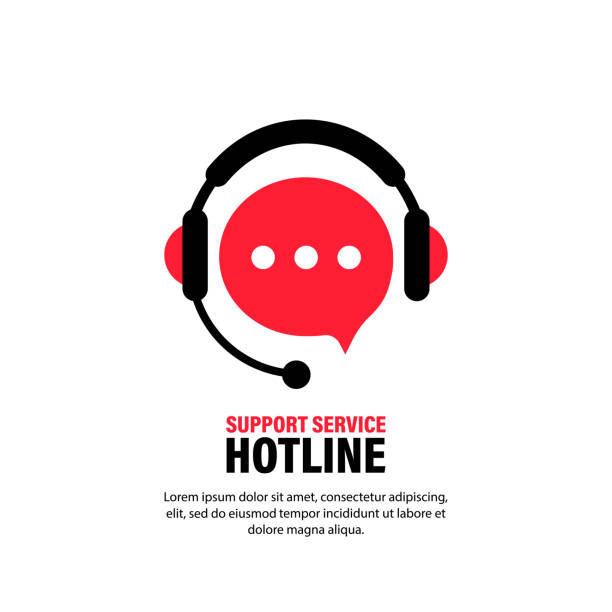 SUPPORT SERVICE
HOTLINE
Lorem ipsum dolor sit amet, consectetur adipiscing,
elit, sed do eiusmod tempor incididunt ut labore et
dolore magna aliqua.